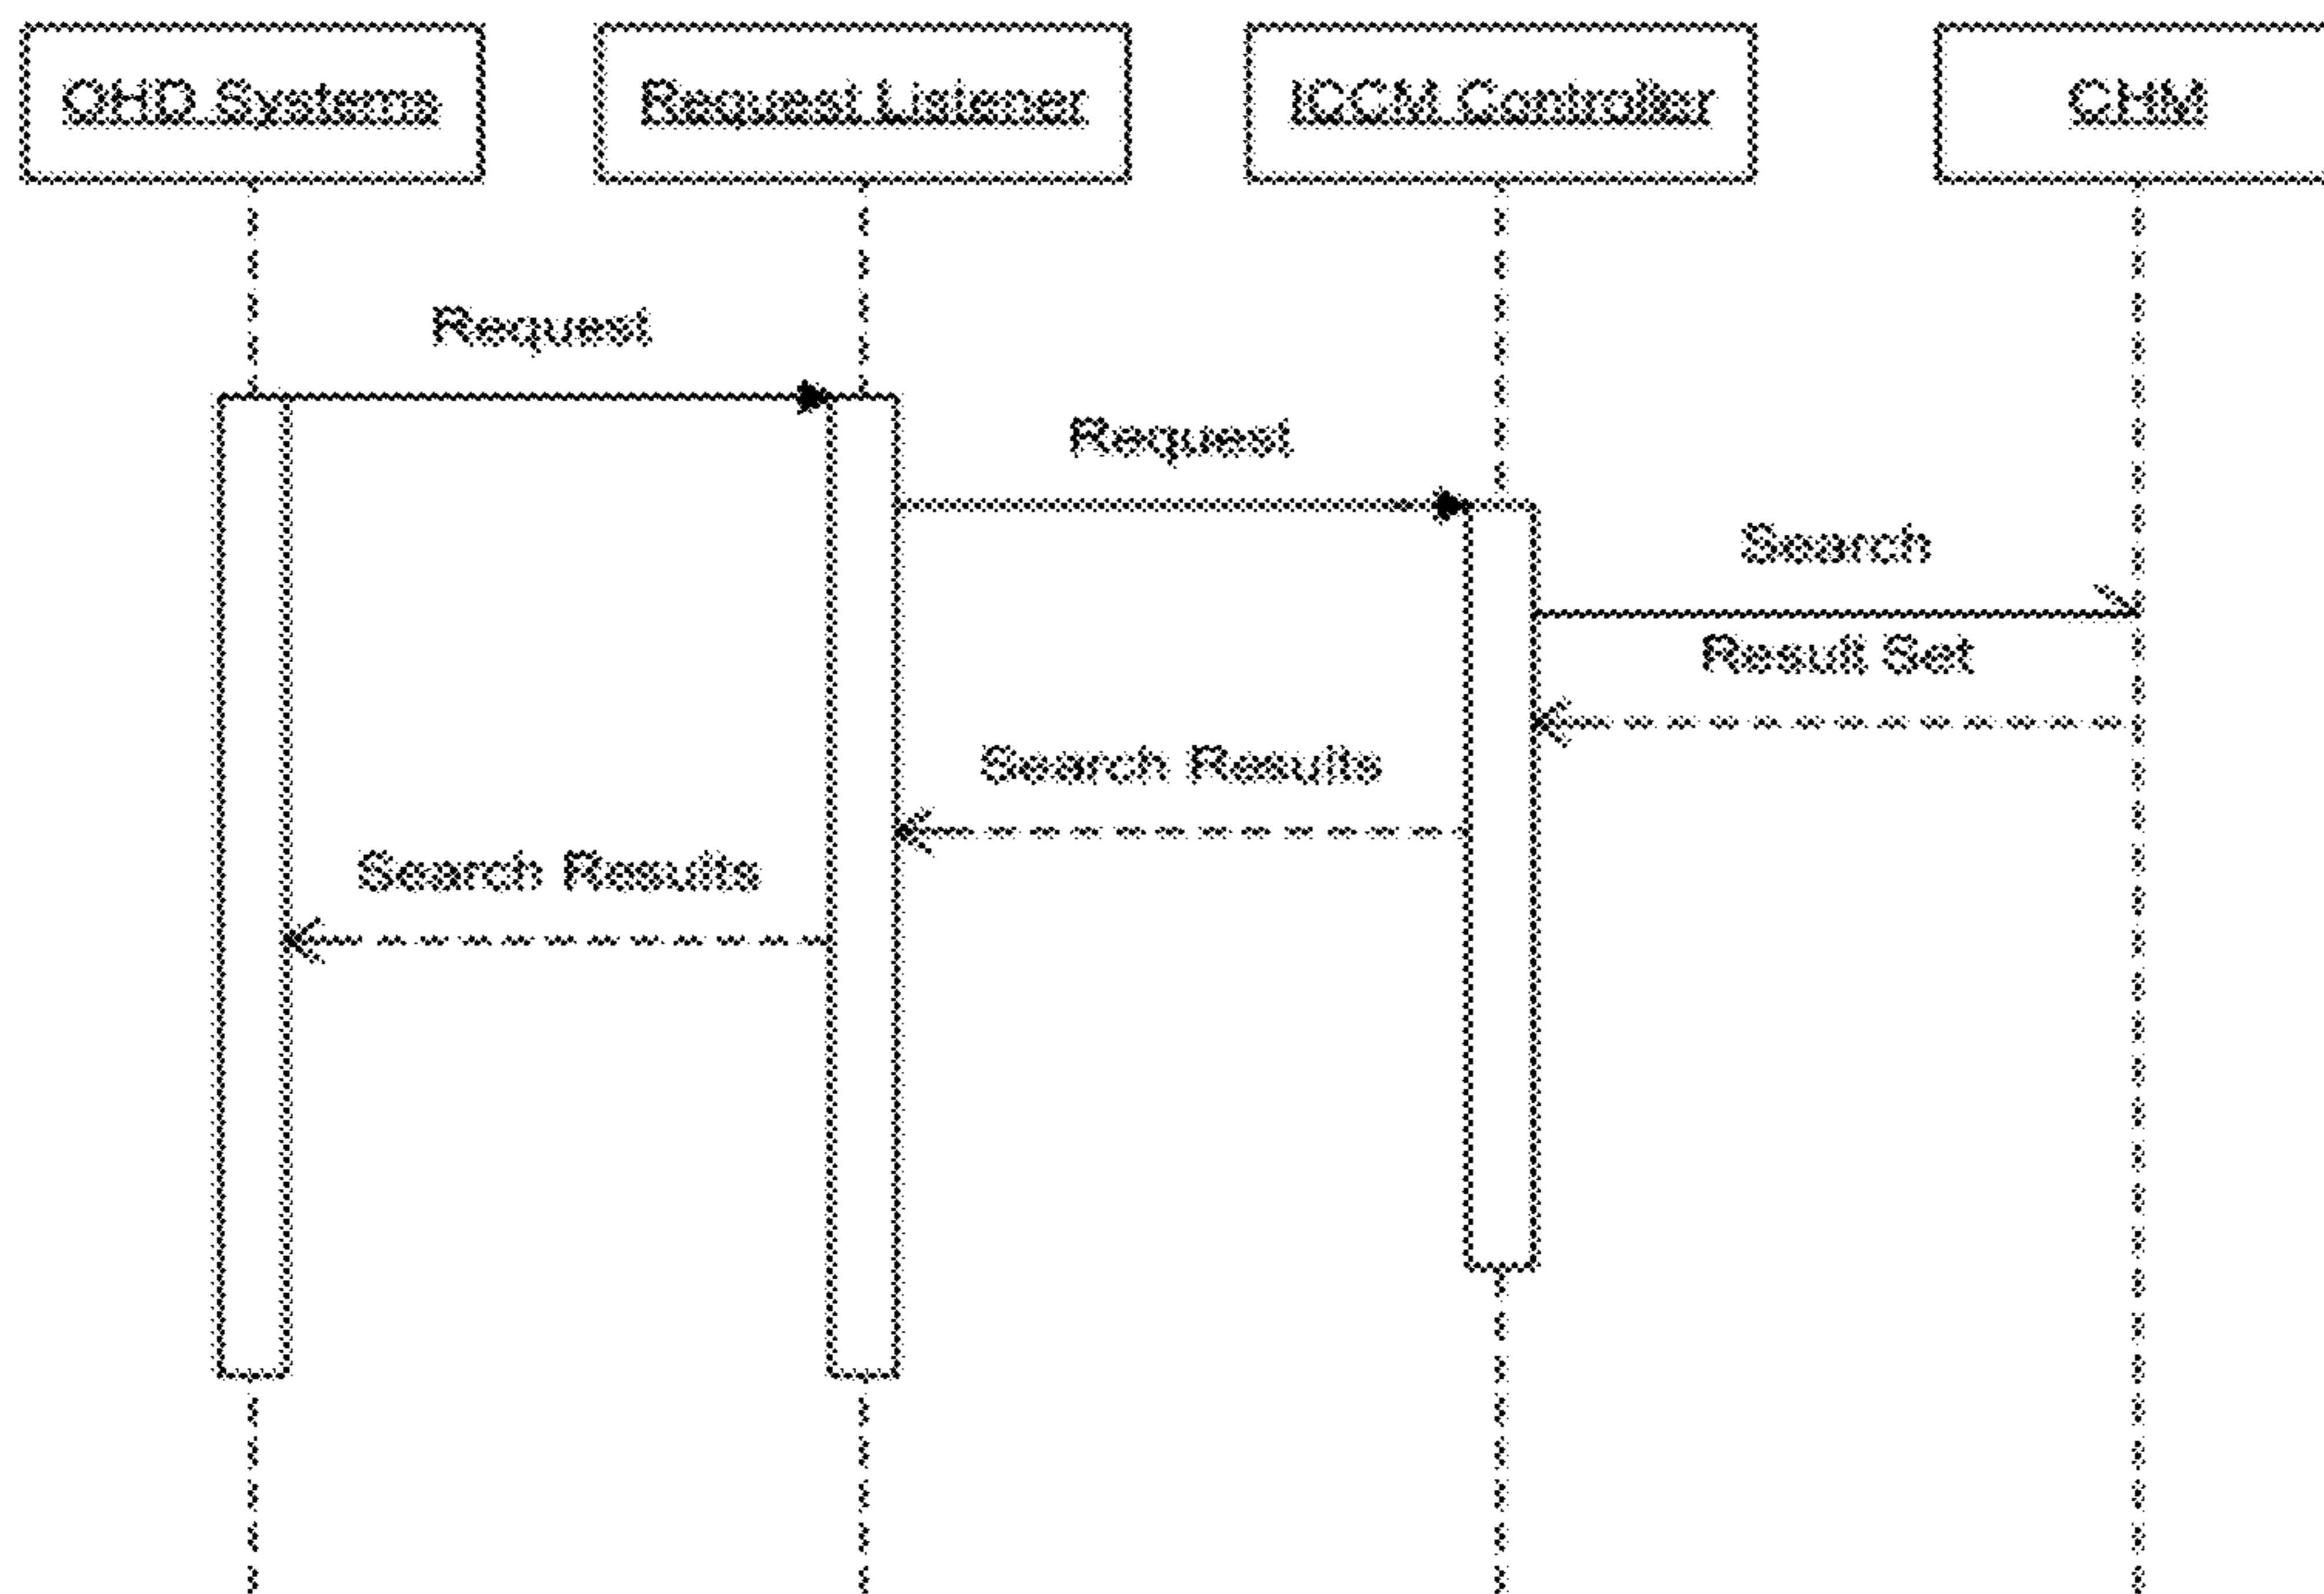 OHD Systems
Request Listener
ICCM Controller
CHM
Request
Request
Search
Result Set
Search Results
Search Results